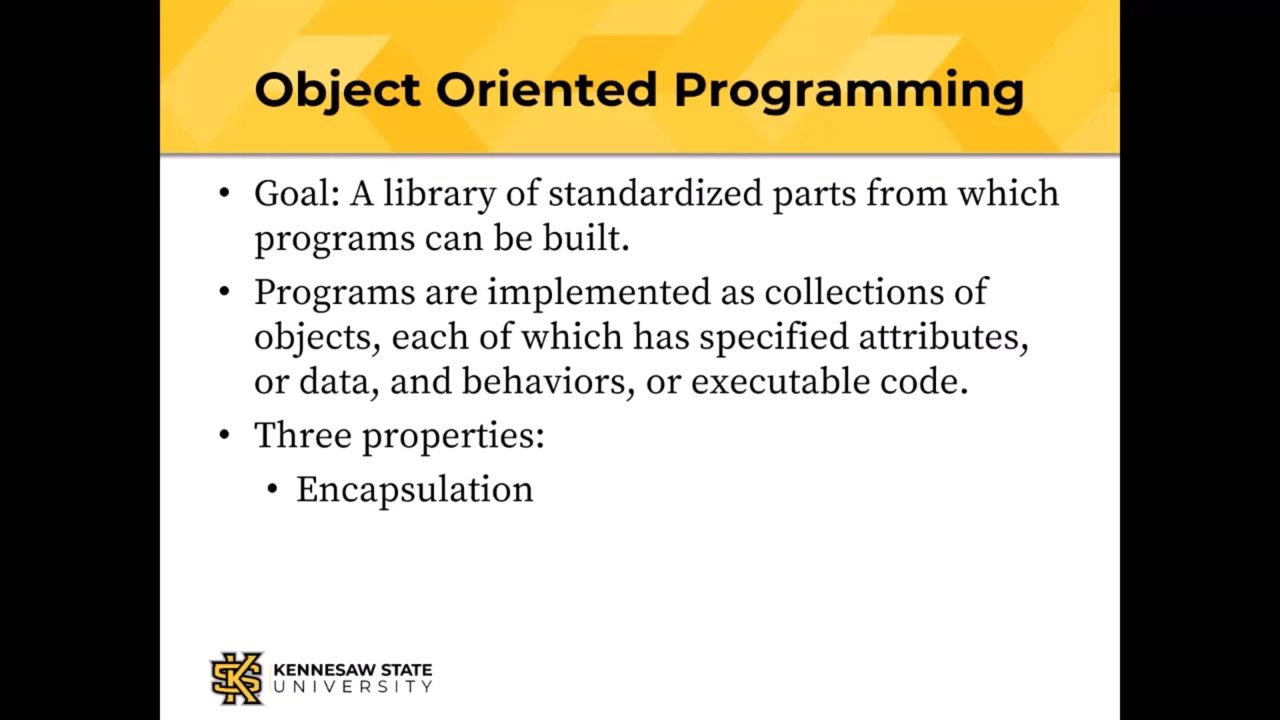 Object Oriented Programming
• Goal: A library of standardized parts from which
programs can be built.
• Programs are implemented as collections of
objects, each of which has specified attributes,
or data, and behaviors, or executable code.
• Three properties:
• Encapsulation
KS
KENNESAW STATE
UNIVERSITY